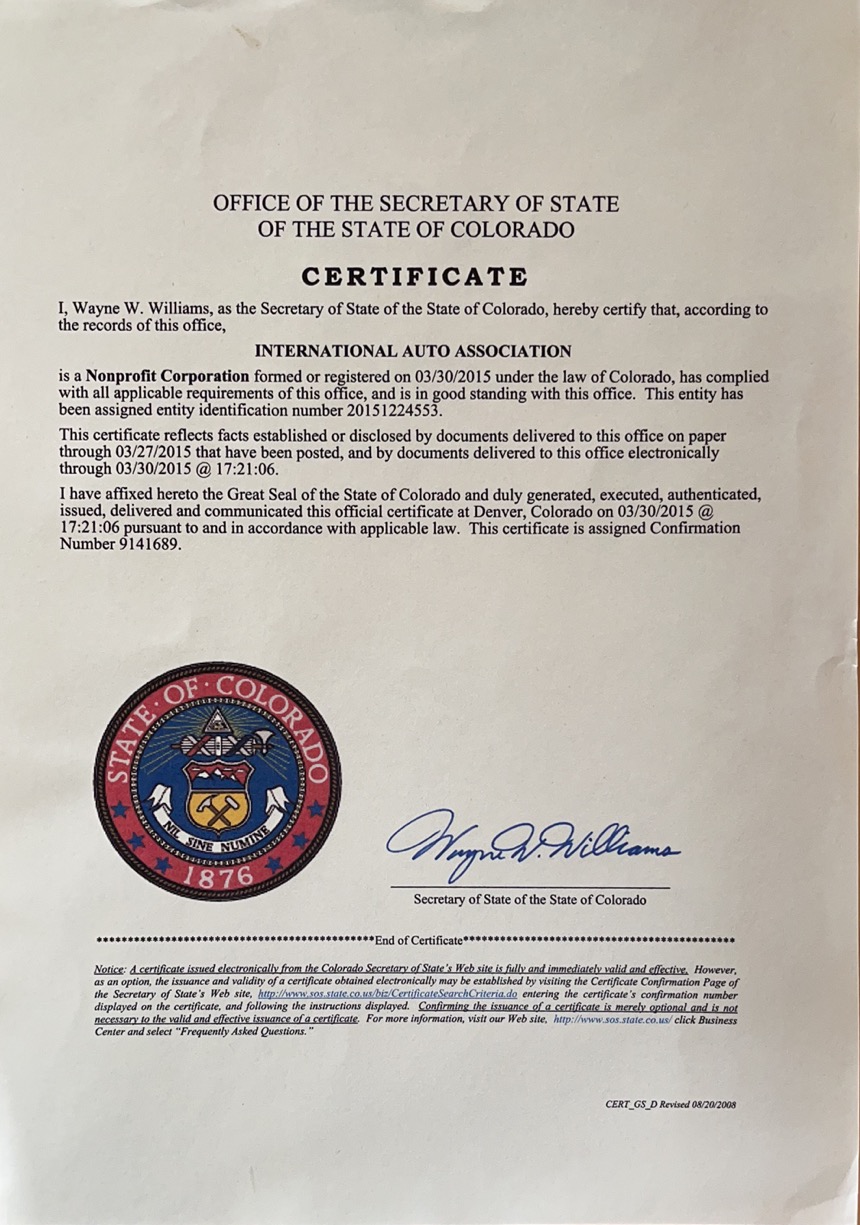 OFFICE OF THE SECRETARY OF STATE
OF THE STATE OF COLORADO
CERTIFICATE
I, Wayne W. Williams, as the Secretary of State of the State of Colorado, hereby certify that, according to
the records of this office,
INTERNATIONAL AUTO ASSOCIATION
is a Nonprofit Corporation formed or registered on 03/30/2015 under the law of Colorado, has complied
with all applicable requirements of this office, and is in good standing with this office. This entity has
been assigned entity identification number 20151224553.
This certificate reflects facts established or disclosed by documents delivered to this office on paper
through 03/27/2015 that have been posted, and by documents delivered to this office electronically
through 03/30/2015 @ 17:21:06.
I have affixed hereto the Great Seal of the State of Colorado and duly generated, executed, authenticated,
issued, delivered and communicated this official certificate at Denver, Colorado on 03/30/2015 @
17:21:06 pursuant to and in accordance with applicable law. This certificate is assigned Confirmation
Number 9141689.
STATE·OF·COLORADO
NIL SINE NUMINE
1876
Wayne W. Williams
Secretary of State of the State of Colorado
*********************************************End of Certificate********************************************
Notice: A certificate issued electronically from the Colorado Secretary of State's Web site is fully and immediately valid and effective. However,
as an option, the issuance and validity of a certificate obtained electronically may be established by visiting the Certificate Confirmation Page of
the Secretary of State's Web site, http://www.sos.state.co.us/biz/CertificateSearchCriteria.do entering the certificate's confirmation number
displayed on the certificate, and following the instructions displayed. Confirming the issuance of a certificate is merely optional and is not
necessary to the valid and effective issuance of a certificate. For more information, visit our Web site, http://www.sos.state.co.us/ click Business
Center and select "Frequently Asked Questions."
CERT_GS_D Revised 08/20/2008